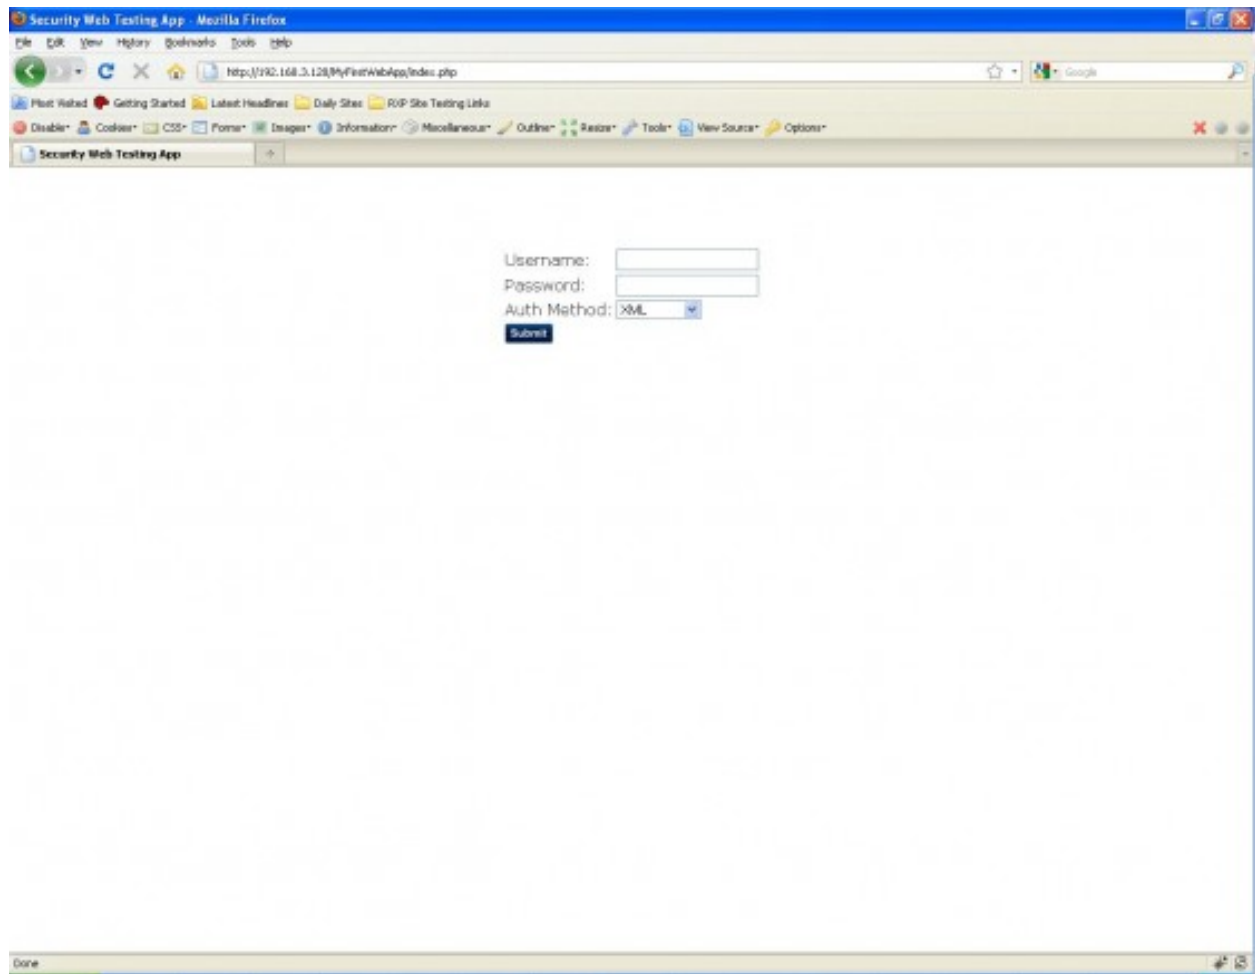 Security Web Testing App - Mozilla Firefox
File Edit View History Bookmarks Tools Help
http://192.168.3.128/MyFirstWebApp/index.php
Google
Most Visited Getting Started Latest Headlines Daily Sites RXP Site Testing Links
Disable Cookies CSS Forms Images Information Miscellaneous Outline Resize Tools View Source Options
Security Web Testing App
Username:
Password:
Auth Method: XML
Submit
Done